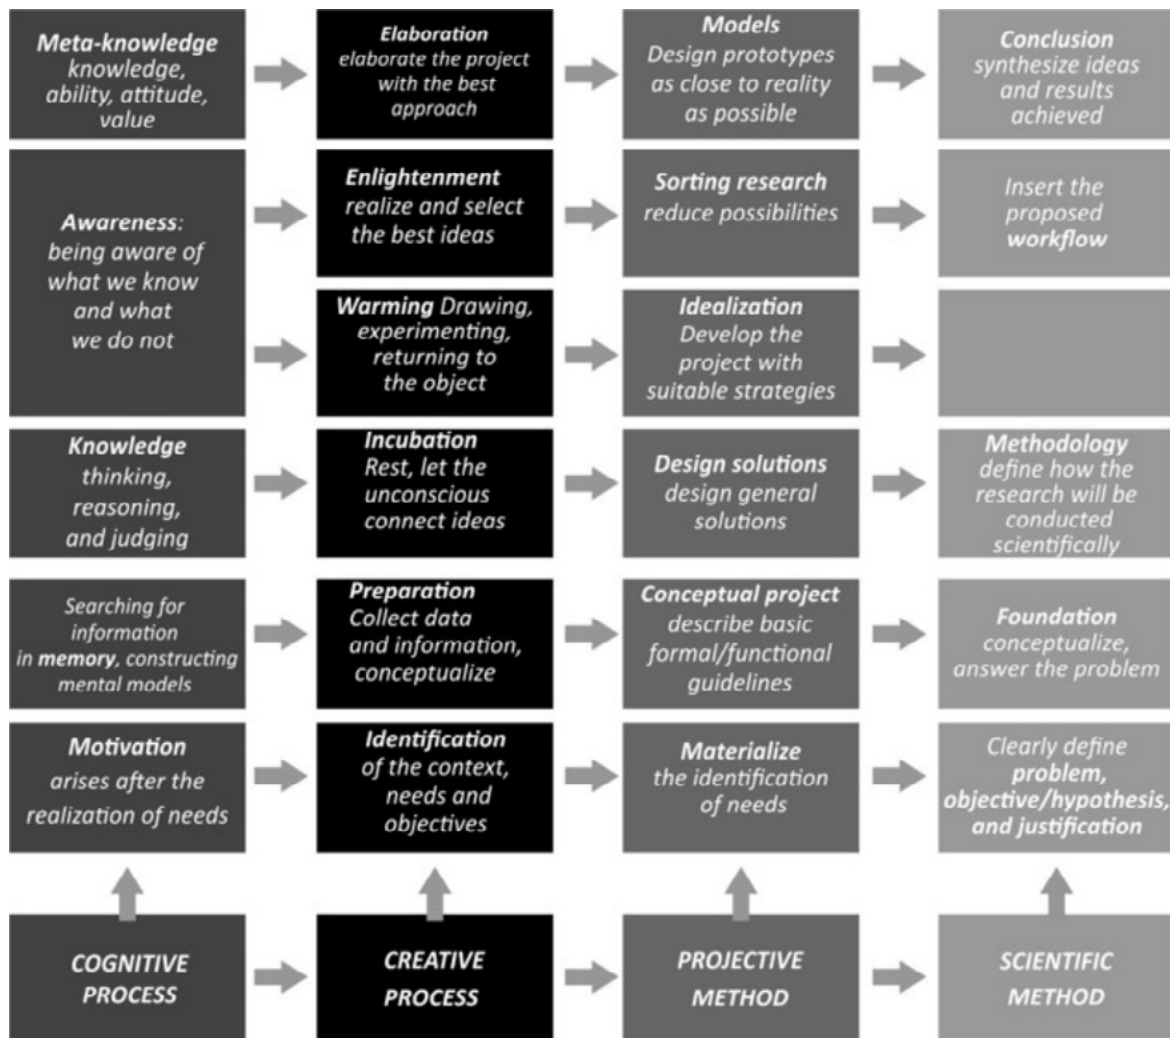 Meta-knowledge
knowledge,
ability, attitude,
value
Elaboration
elaborate the project
with the best
approach
Models
Design prototypes
as close to reality
as possible
Conclusion
synthesize ideas
and results
achieved
Awareness:
being aware of
what we know
and what
we do not
Enlightenment
realize and select
the best ideas
Sorting research
reduce possibilities
Insert the
proposed
workflow
Warming Drawing,
experimenting,
returning to
the object
Idealization
Develop the
project with
suitable strategies
Knowledge
thinking,
reasoning,
and judging
Incubation
Rest, let the
unconscious
connect ideas
Design solutions
design general
solutions
Methodology
define how the
research will be
conducted
scientifically
Searching for
information
in memory, constructing
mental models
Preparation
Collect data
and information,
conceptualize
Conceptual project
describe basic
formal/functional
guidelines
Foundation
conceptualize,
answer the problem
Motivation
arises after the
realization of needs
Identification
of the context,
needs and
objectives
Materialize
the identification
of needs
Clearly define
problem,
objective/hypothesis,
and justification
COGNITIVE
PROCESS
CREATIVE
PROCESS
PROJECTIVE
METHOD
SCIENTIFIC
METHOD